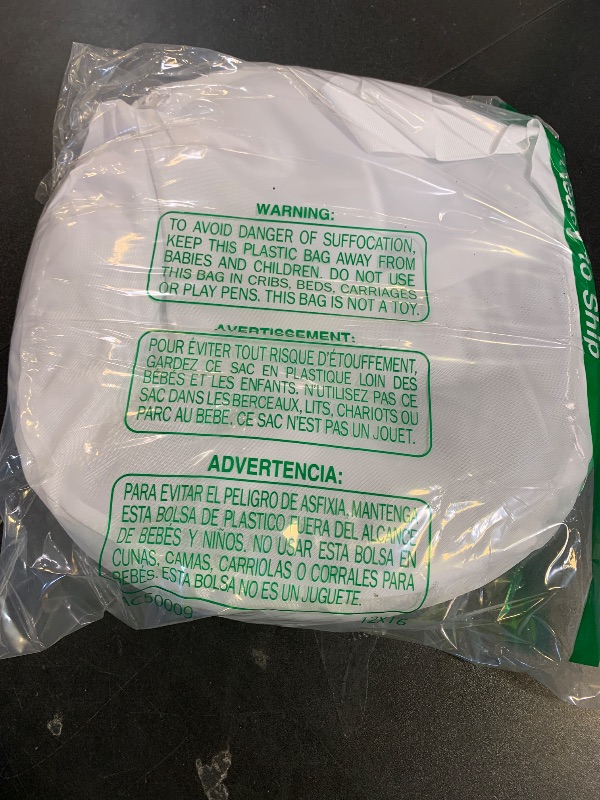 WARNING:
TO AVOID DANGER OF SUFFOCATION,
KEEP THIS PLASTIC BAG AWAY FROM
BABIES AND CHILDREN. DO NOT USE
THIS BAG IN CRIBS, BEDS, CARRIAGES
OR PLAY PENS. THIS BAG IS NOT A TOY.
AVERTISSEMENT:
POUR ÉVITER TOUT RISQUE D'ÉTOUFFEMENT,
GARDEZ CE SAC EN PLASTIQUE LOIN DES
BÉBÉS ET LES ENFANTS. N'UTILISEZ PAS CE
SAC DANS LES BERCEAUX, LITS, CHARIOTS OU
PARC AU BEBE. CE SAC N'EST PAS UN JOUET.
ADVERTENCIA:
PARA EVITAR EL PELIGRO DE ASFIXIA, MANTENGA
ESTA BOLSA DE PLASTICO FUERA DEL ALCANCE
DE BEBÉS Y NIÑOS. NO USAR ESTA BOLSA EN
CUNAS, CAMAS, CARRIOLAS O CORRALES PARA
BEBÉS. ESTA BOLSA NO ES UN JUGUETE.
12X16
To Ship